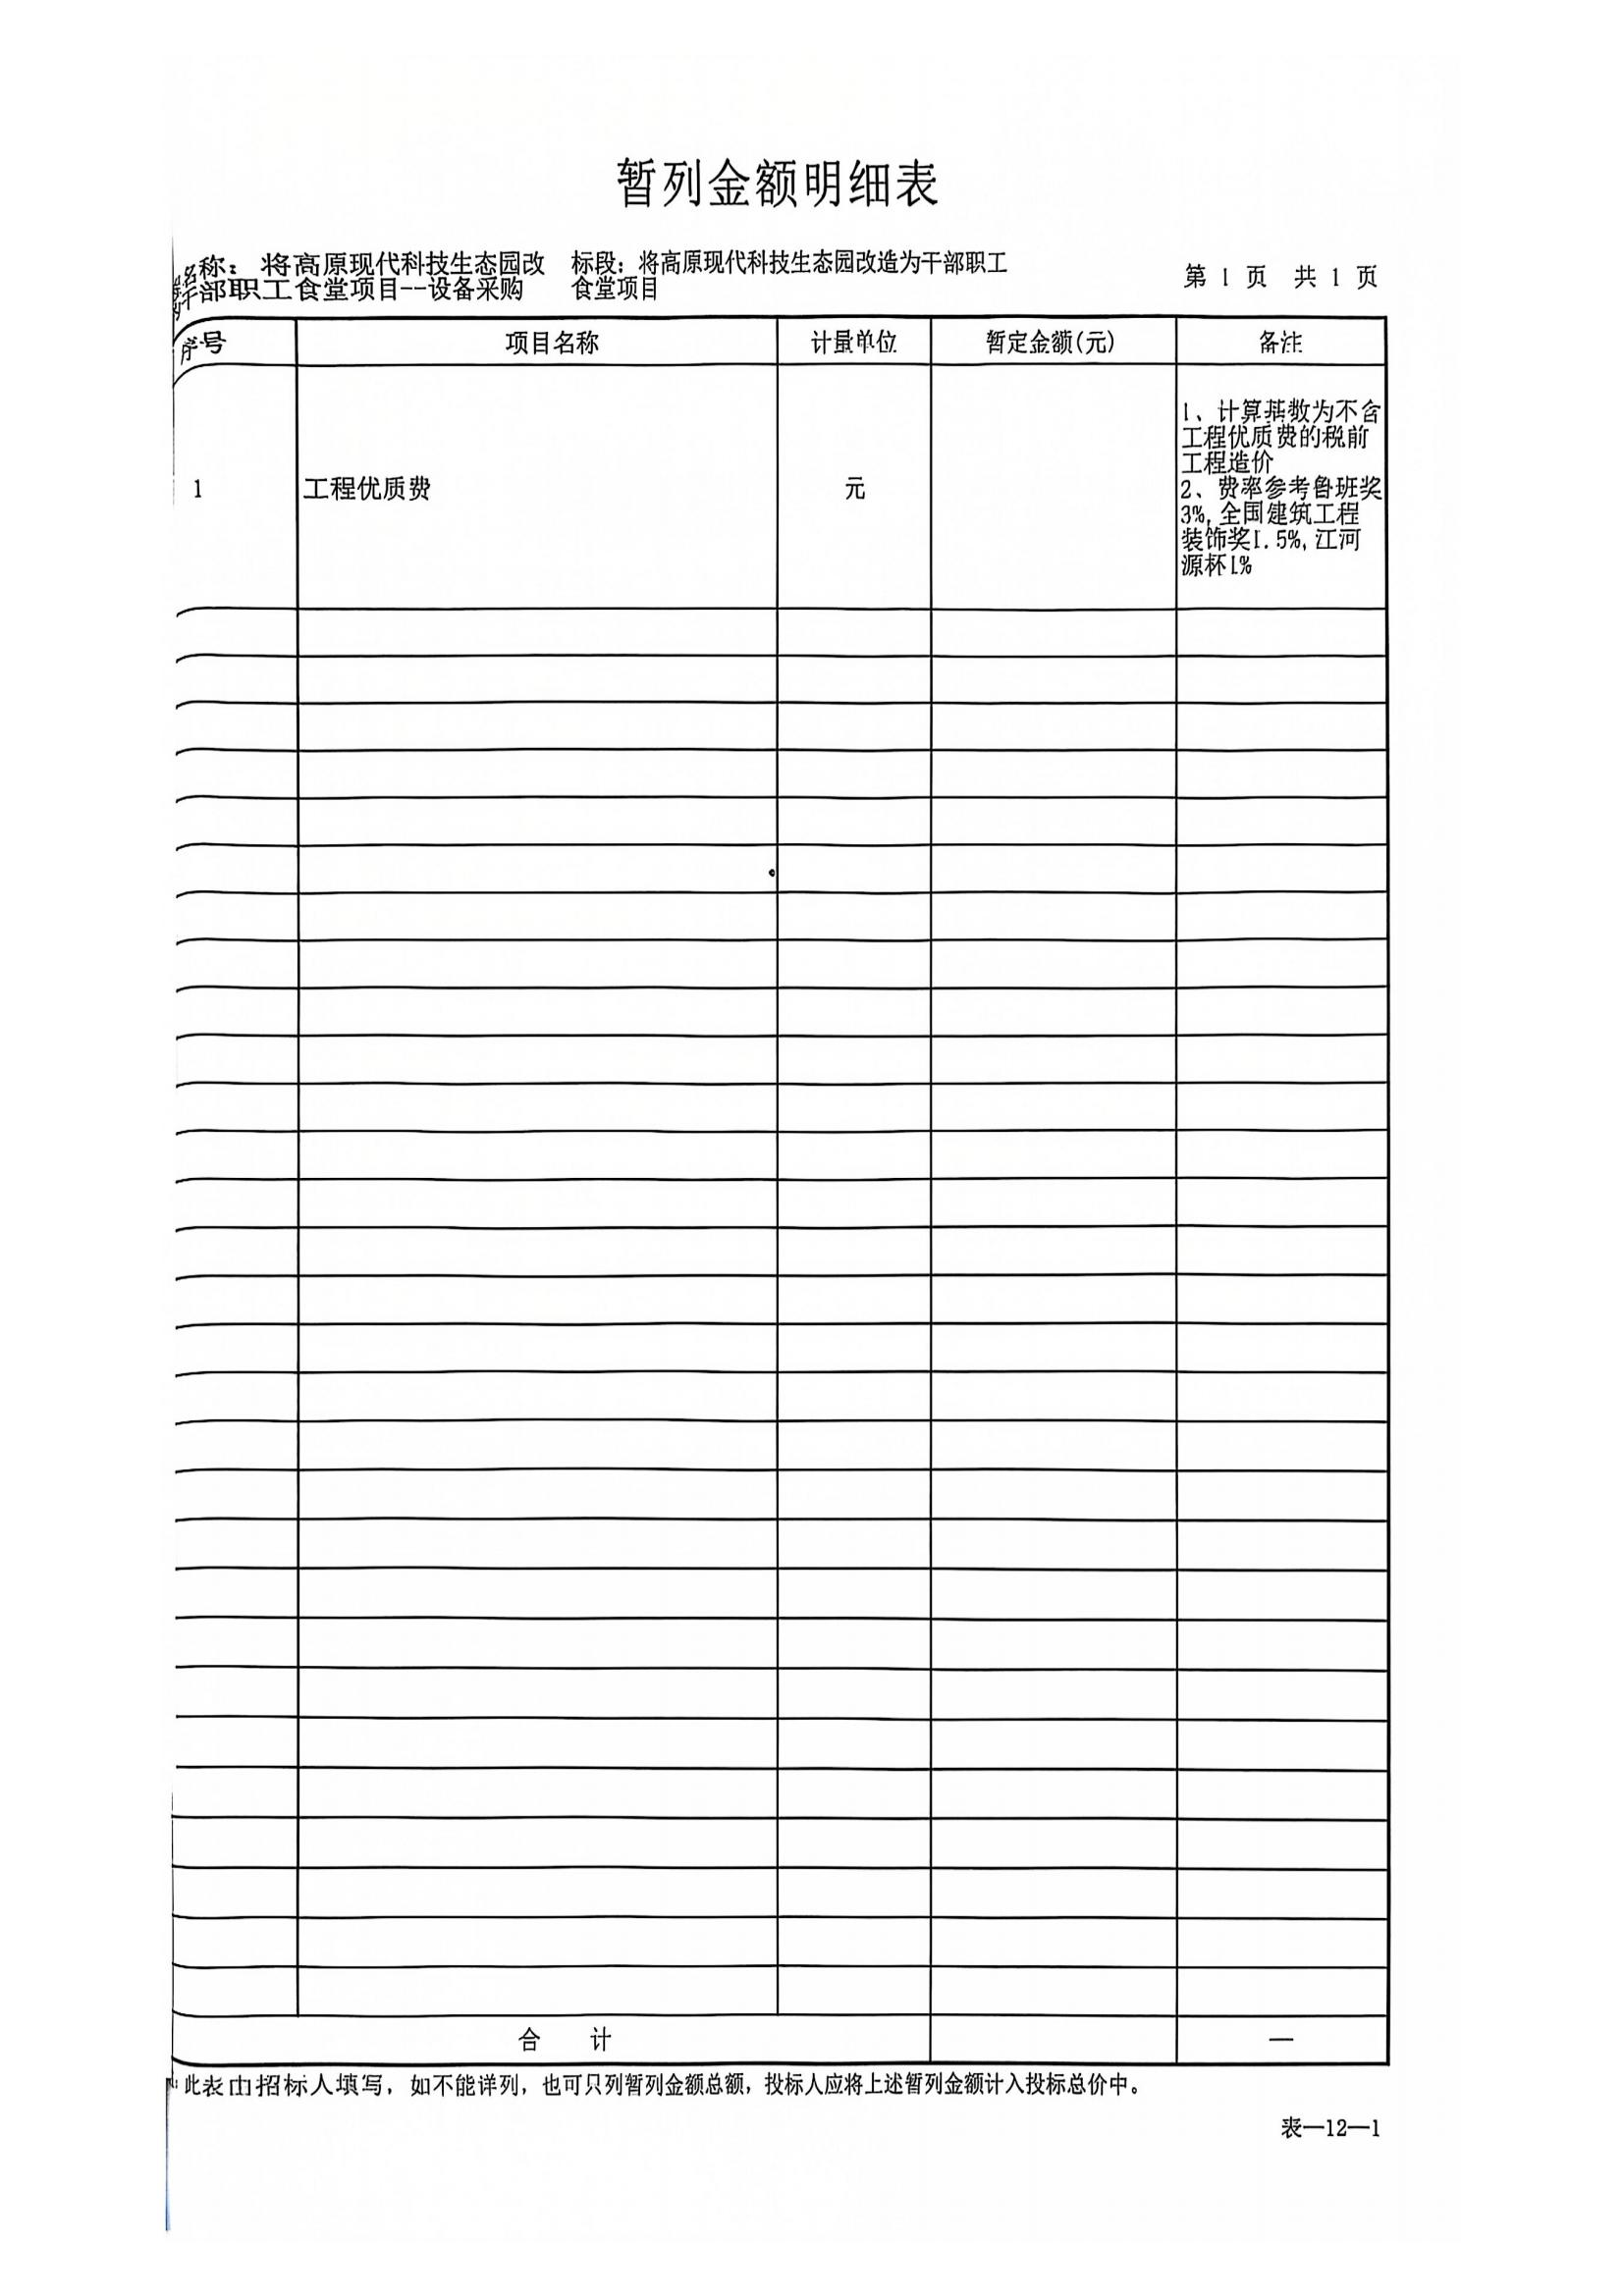 暂列金额明细表
名称：将高原现代科技生态园改 标段：将高原现代科技生态园改造为干部职工 第 1 页 共 1 页
干部职工食堂项目--设备采购 食堂项目
序号 项目名称 计量单位 暂定金额(元) 备注
1 工程优质费 元
1、计算基数为不含
工程优质费的税前
工程造价
2、费率参考鲁班奖
3%,全国建筑工程
装饰奖1.5%,江河
源杯1%
合 计 —
此表由招标人填写，如不能详列，也可只列暂列金额总额，投标人应将上述暂列金额计入投标总价中。
表—12—1